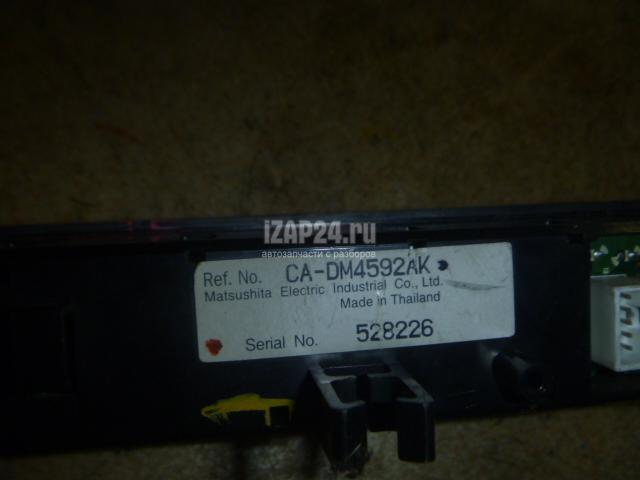 iZAP24.ru
автозапчасти с разборов
Ref. No. CA-DM4592AK
Matsushita Electric Industrial Co., Ltd.
Made in Thailand
Serial No. 528226